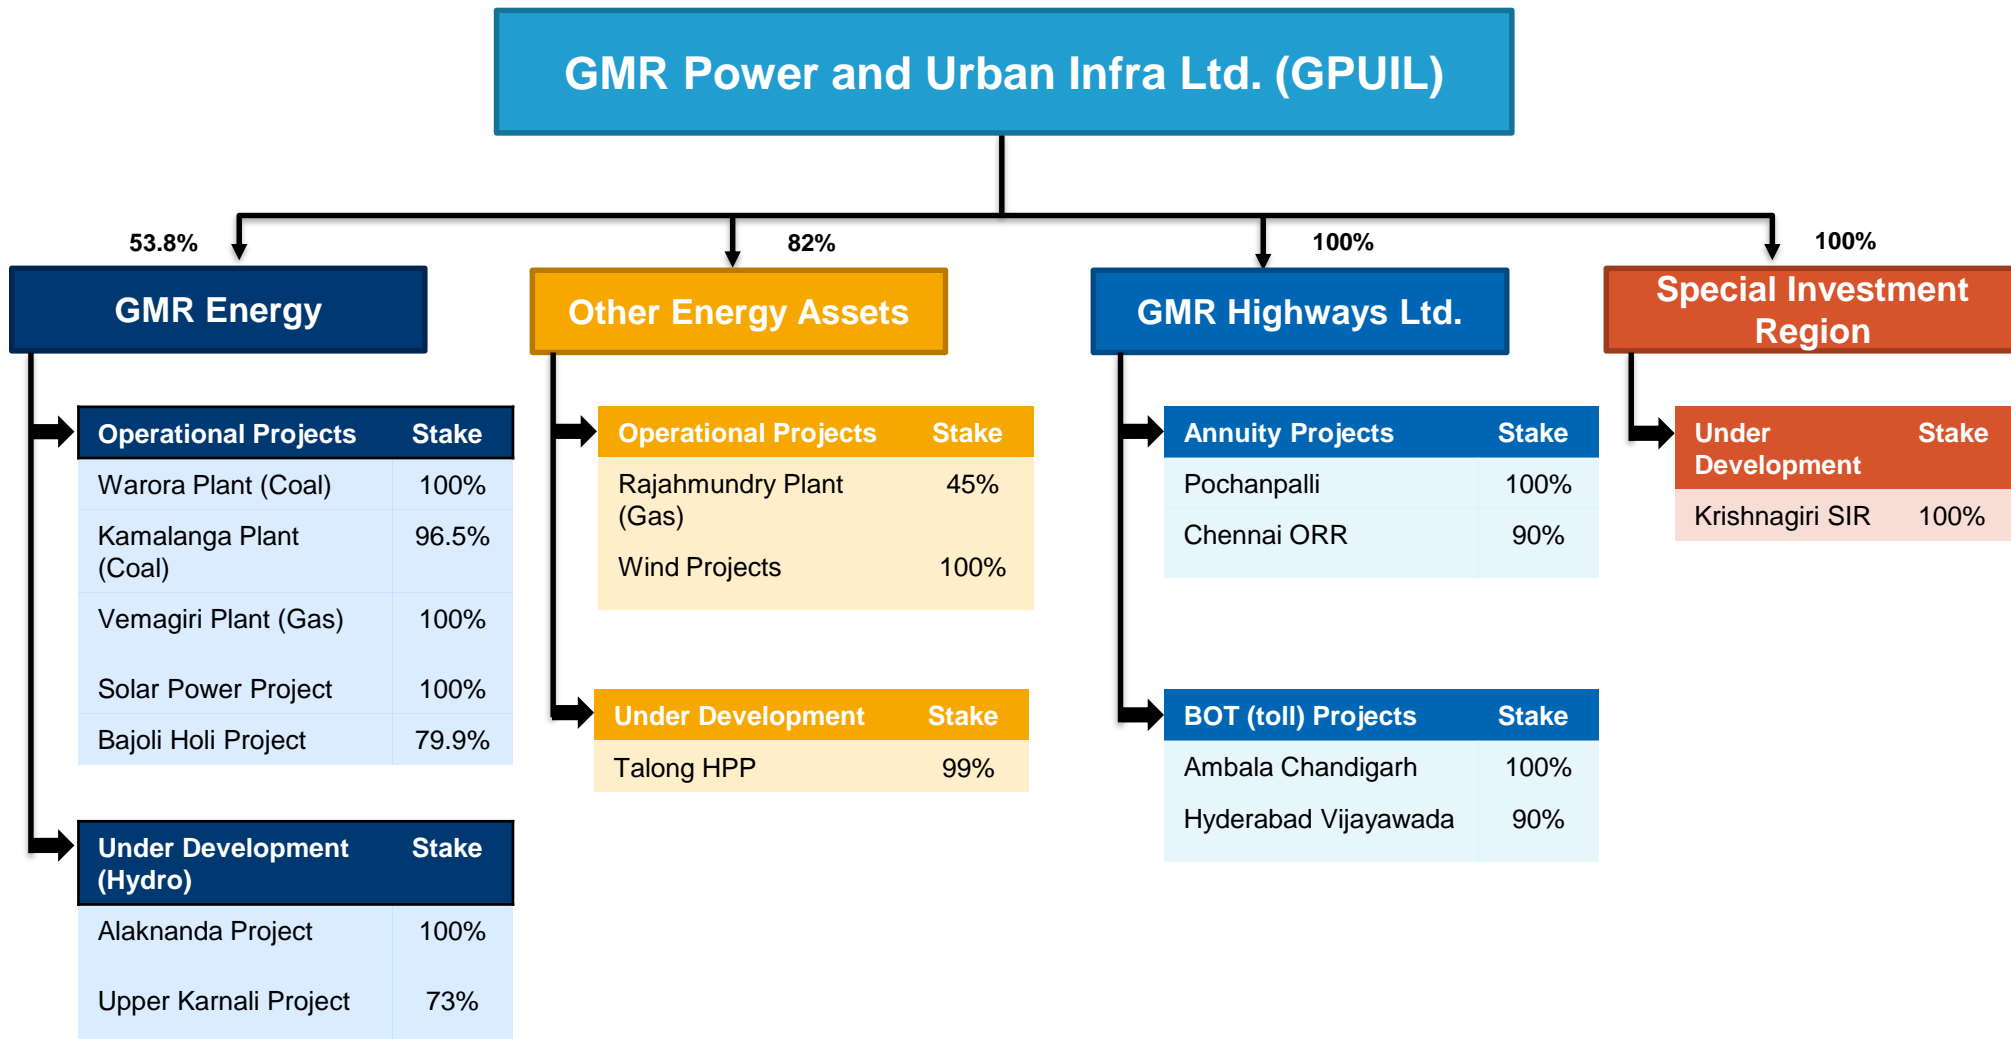 GMR Power and Urban Infra Ltd. (GPUIL)
53.8%
82%
100%
100%
GMR Energy
Other Energy Assets
GMR Highways Ltd.
Special Investment
Region
Operational Projects Stake
Warora Plant (Coal) 100%
Kamalanga Plant 96.5%
(Coal)
Vemagiri Plant (Gas) 100%
Solar Power Project 100%
Bajoli Holi Project 79.9%
Under Development Stake
(Hydro)
Alaknanda Project 100%
Upper Karnali Project 73%
Operational Projects Stake
Rajahmundry Plant 45%
(Gas)
Wind Projects 100%
Under Development Stake
Talong HPP 99%
Annuity Projects Stake
Pochanpalli 100%
Chennai ORR 90%
BOT (toll) Projects Stake
Ambala Chandigarh 100%
Hyderabad Vijayawada 90%
Under Stake
Development
Krishnagiri SIR 100%